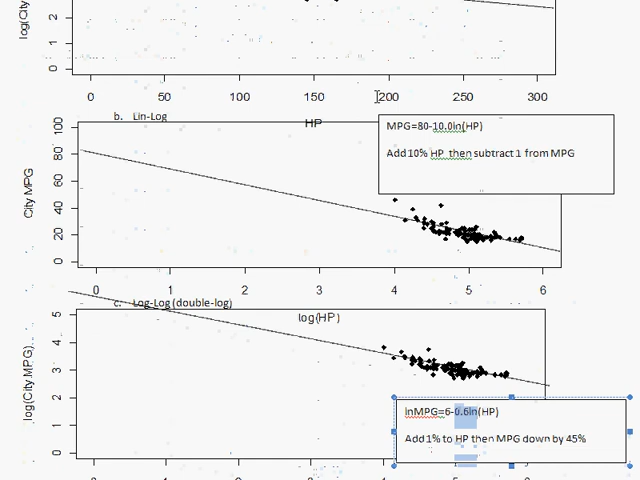 log(City
2
1
0
0 50 100 150 200 250 300
b. Lin-Log
HP
MPG=80-10.0ln(HP)
Add 10% HP then subtract 1 from MPG
City MPG
100
80
60
40
20
0
0 1 2 3 4 5 6
c. Log-Log (double-log)
log(HP)
log(City MPG)
5
4
3
2
1
0
lnMPG=6-0.6ln(HP)
Add 1% to HP then MPG down by 45%